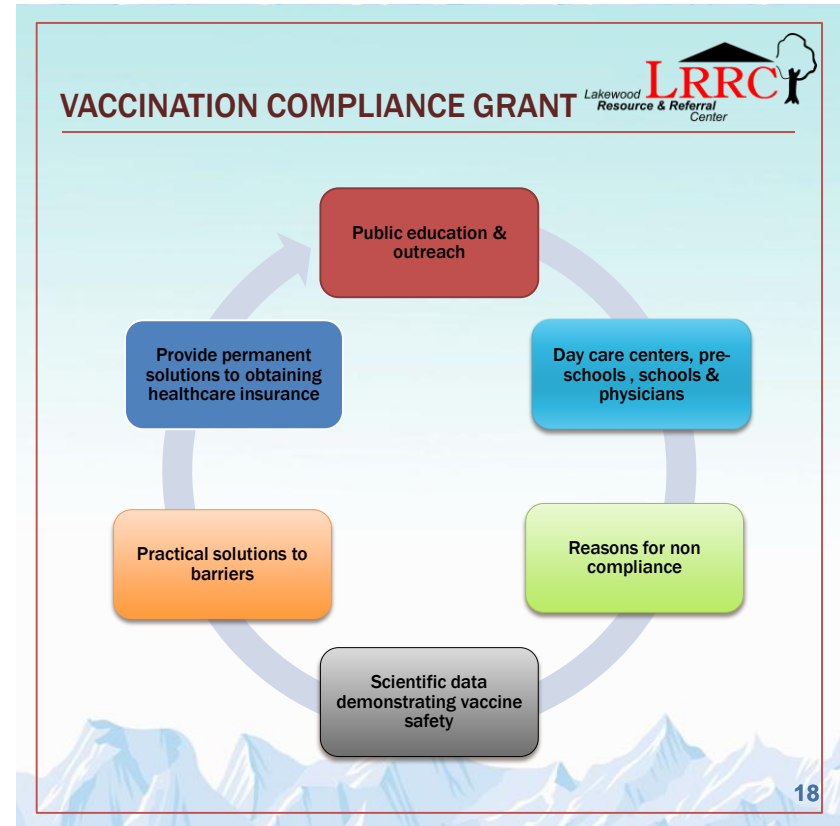 VACCINATION COMPLIANCE GRANT
Lakewood
LRRC
Resource & Referral
Center
Public education &
outreach
Day care centers, pre-
schools , schools &
physicians
Reasons for non
compliance
Scientific data
demonstrating vaccine
safety
Practical solutions to
barriers
Provide permanent
solutions to obtaining
healthcare insurance
18